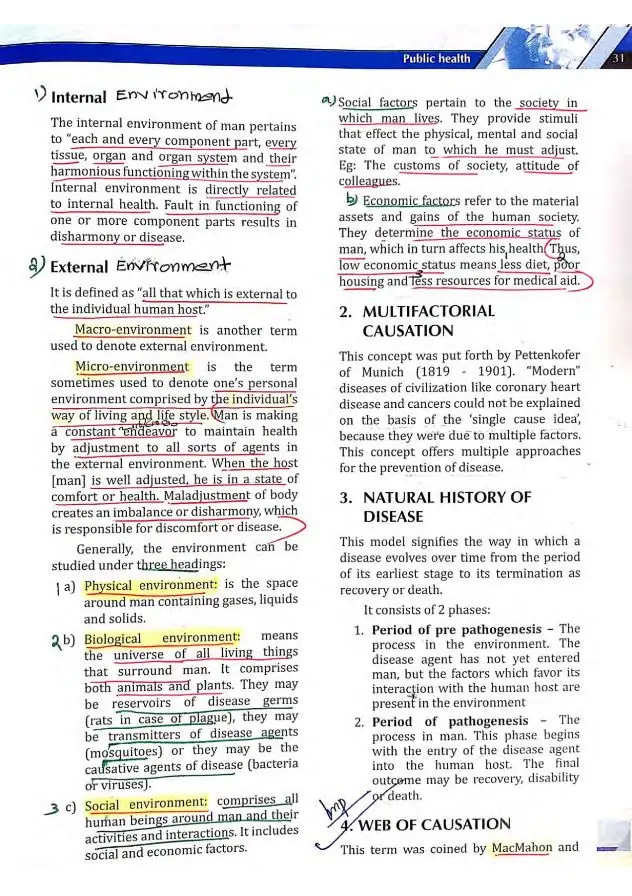 Public health
31
1) Internal Environment
The internal environment of man pertains
to "each and every component part, every
tissue, organ and organ system and their
harmonious functioning within the system".
Internal environment is directly related
to internal health. Fault in functioning of
one or more component parts results in
disharmony or disease.
2) External Environment
It is defined as "all that which is external to
the individual human host."
Macro-environment is another term
used to denote external environment.
Micro-environment is the term
sometimes used to denote one's personal
environment comprised by the individual's
way of living and life style. Man is making
a constant endeavor to maintain health
by adjustment to all sorts of agents in
the external environment. When the host
[man] is well adjusted, he is in a state of
comfort or health. Maladjustment of body
creates an imbalance or disharmony, which
is responsible for discomfort or disease.
Generally, the environment can be
studied under three headings:
1 a) Physical environment: is the space
around man containing gases, liquids
and solids.
2 b) Biological environment: means
the universe of all living things
that surround man. It comprises
both animals and plants. They may
be reservoirs of disease germs
(rats in case of plague), they may
be transmitters of disease agents
(mosquitoes) or they may be the
causative agents of disease (bacteria
or viruses).
3 c) Social environment: comprises all
human beings around man and their
activities and interactions. It includes
social and economic factors.
a) Social factors pertain to the society in
which man lives. They provide stimuli
that effect the physical, mental and social
state of man to which he must adjust.
Eg: The customs of society, attitude of
colleagues.
b) Economic factors refer to the material
assets and gains of the human society.
They determine the economic status of
man, which in turn affects his health. Thus,
low economic status means less diet, poor
housing and less resources for medical aid.
2. MULTIFACTORIAL
CAUSATION
This concept was put forth by Pettenkofer
of Munich (1819 - 1901). "Modern"
diseases of civilization like coronary heart
disease and cancers could not be explained
on the basis of the 'single cause idea',
because they were due to multiple factors.
This concept offers multiple approaches
for the prevention of disease.
3. NATURAL HISTORY OF
DISEASE
This model signifies the way in which a
disease evolves over time from the period
of its earliest stage to its termination as
recovery or death.
It consists of 2 phases:
1. Period of pre pathogenesis – The
process in the environment. The
disease agent has not yet entered
man, but the factors which favor its
interaction with the human host are
present in the environment
2. Period of pathogenesis – The
process in man. This phase begins
with the entry of the disease agent
into the human host. The final
outcome may be recovery, disability
or death.
Imp
4. WEB OF CAUSATION
This term was coined by MacMahon and